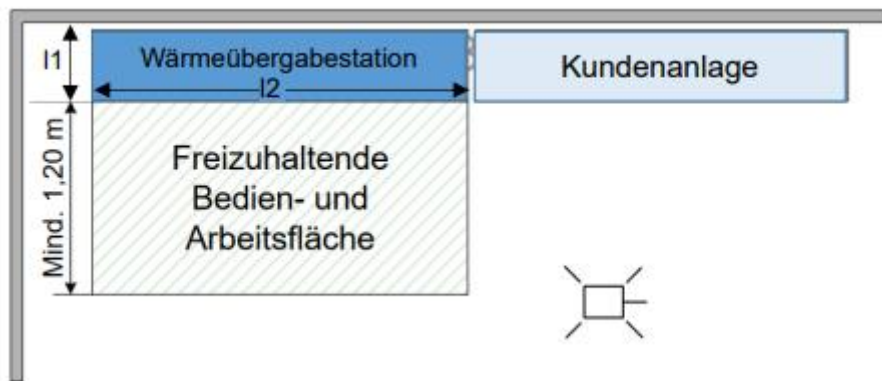 l1
Wärmeübergabestation
l2
Kundenanlage
Mind. 1,20 m
Freizuhaltende
Bedien- und
Arbeitsfläche